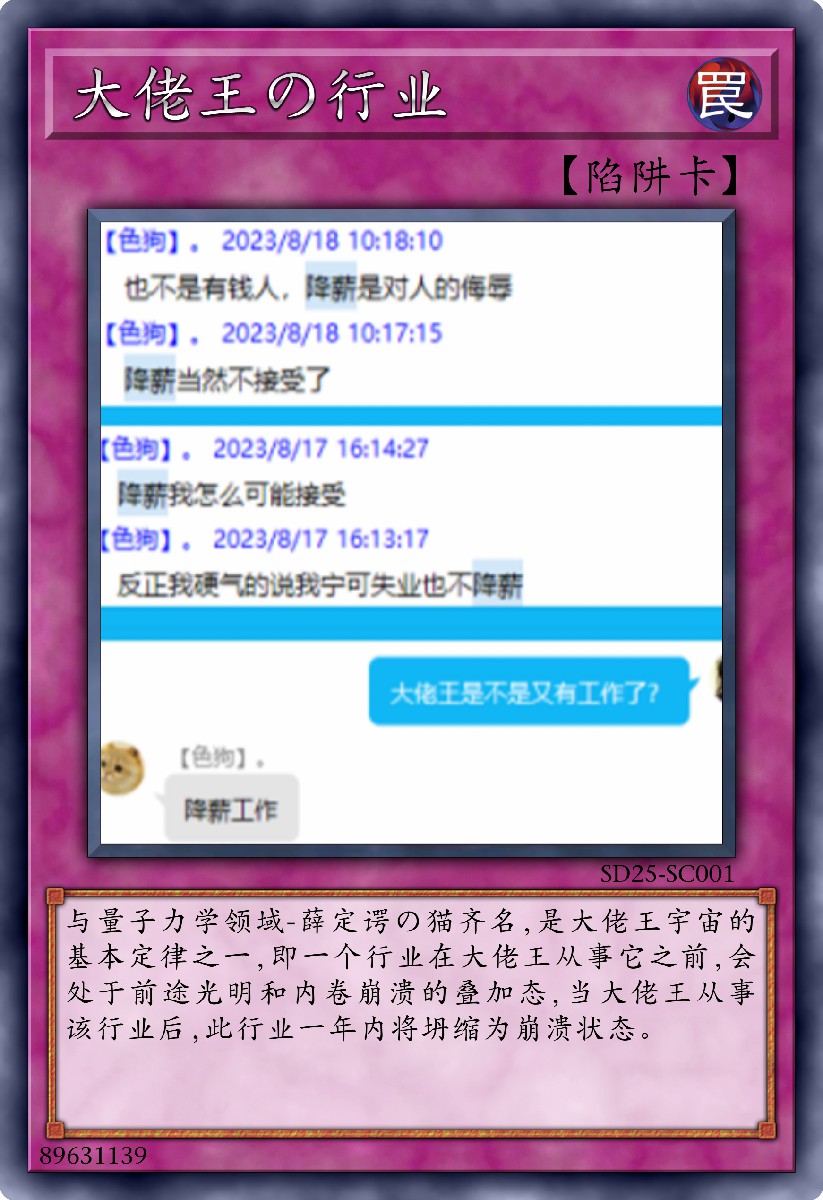 大佬王の行业
罠
【陷阱卡】
【色狗】。 2023/8/18 10:18:10
也不是有钱人，降薪是对人的侮辱
【色狗】。 2023/8/18 10:17:15
降薪当然不接受了
【色狗】。 2023/8/17 16:14:27
降薪我怎么可能接受
【色狗】。 2023/8/17 16:13:17
反正我硬气的说我宁可失业也不降薪
大佬王是不是又有工作了?
【色狗】。
降薪工作
SD25-SC001
与量子力学领域-薛定谔の猫齐名,是大佬王宇宙的
基本定律之一,即一个行业在大佬王从事它之前,会
处于前途光明和内卷崩溃的叠加态,当大佬王从事
该行业后,此行业一年内将坍缩为崩溃状态。
89631139